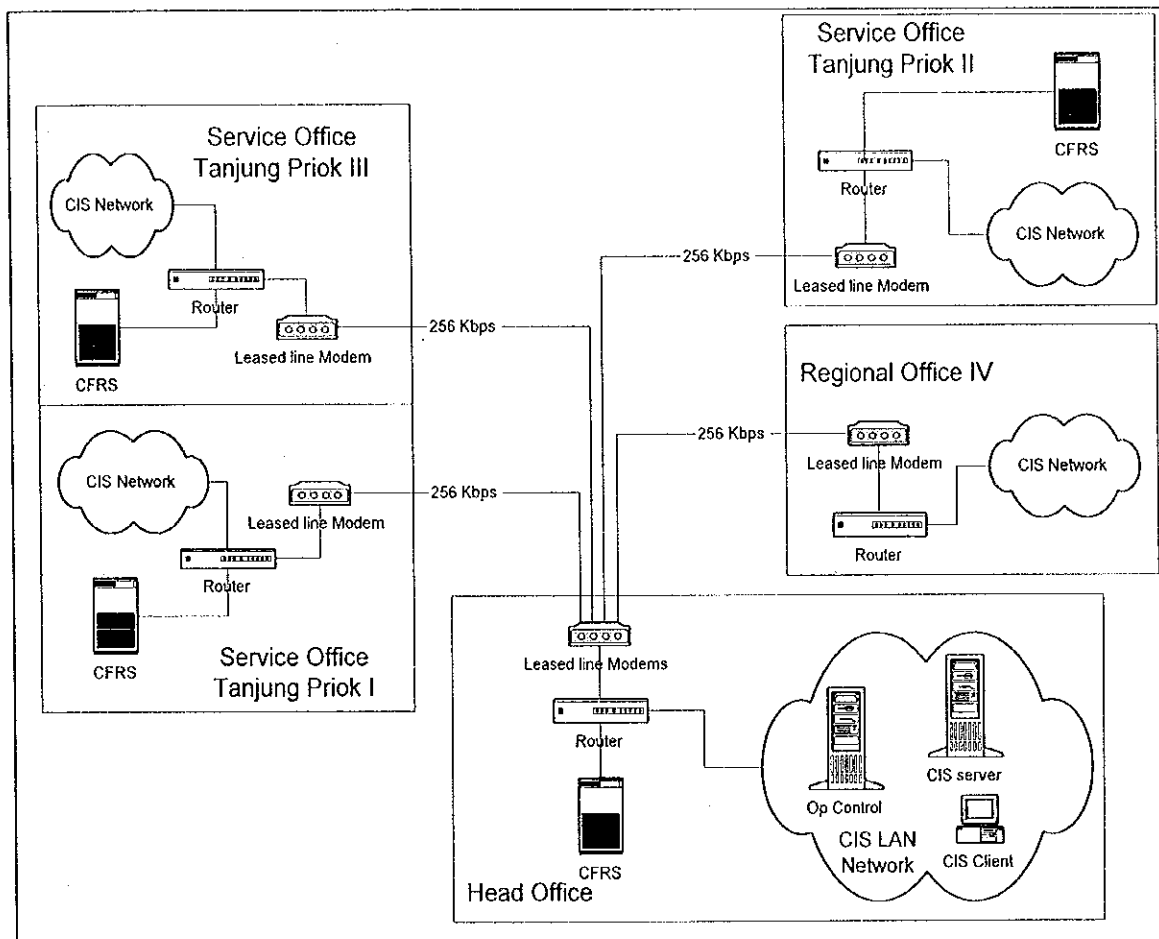 Service Office
Tanjung Priok III
CIS Network
Router
Leased line Modem
CFRS
256 Kbps
CIS Network
Leased line Modem
Router
CFRS
Service Office
Tanjung Priok I
256 Kbps
Service Office
Tanjung Priok II
CFRS
Router
CIS Network
Leased line Modem
256 Kbps
Regional Office IV
256 Kbps
Leased line Modem
CIS Network
Router
Leased line Modems
Router
CFRS
Head Office
CIS server
Op Control
CIS LAN
Network
CIS Client